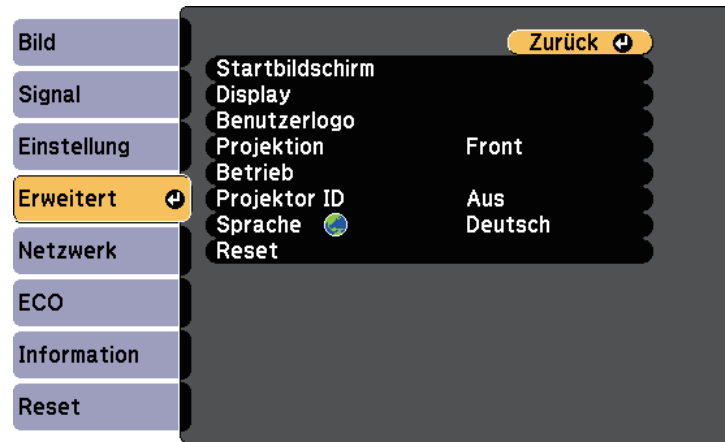 Bild
Signal
Einstellung
Erweitert
Netzwerk
ECO
Information
Reset
Zurück
Startbildschirm
Display
Benutzerlogo
Projektion Front
Betrieb
Projektor ID Aus
Sprache Deutsch
Reset